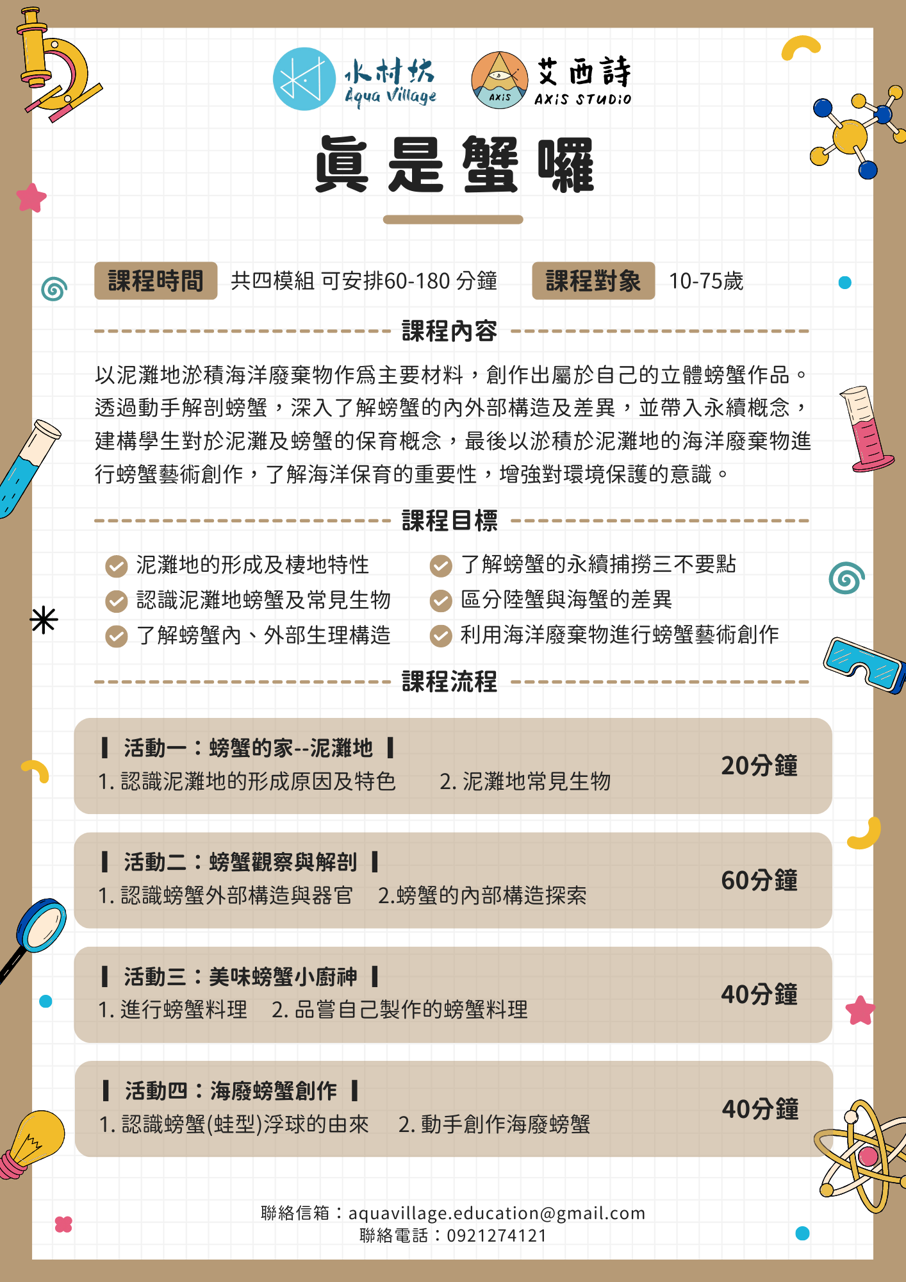 水村妖
Aqua Village
艾西詩
AXIS
AXIS STUDIO
真是蟹囉
課程時間 共四模組 可安排60-180 分鐘 課程對象 10-75歲
課程內容
以泥灘地淤積海洋廢棄物作為主要材料，創作出屬於自己的立體螃蟹作品。
透過動手解剖螃蟹，深入了解螃蟹的內外部構造及差異，並帶入永續概念，
建構學生對於泥灘及螃蟹的保育概念，最後以淤積於泥灘地的海洋廢棄物進
行螃蟹藝術創作，了解海洋保育的重要性，增強對環境保護的意識。
課程目標
泥灘地的形成及棲地特性 了解螃蟹的永續捕撈三不要點
認識泥灘地螃蟹及常見生物 區分陸蟹與海蟹的差異
了解螃蟹內、外部生理構造 利用海洋廢棄物進行螃蟹藝術創作
課程流程
活動一：螃蟹的家--泥灘地
1. 認識泥灘地的形成原因及特色 2. 泥灘地常見生物
20分鐘
活動二：螃蟹觀察與解剖
1. 認識螃蟹外部構造與器官 2.螃蟹的內部構造探索
60分鐘
活動三：美味螃蟹小廚神
1. 進行螃蟹料理 2. 品嘗自己製作的螃蟹料理
40分鐘
活動四：海廢螃蟹創作
1. 認識螃蟹(蛙型)浮球的由來 2. 動手創作海廢螃蟹
40分鐘
聯絡信箱：aquavillage.education@gmail.com
聯絡電話：0921274121